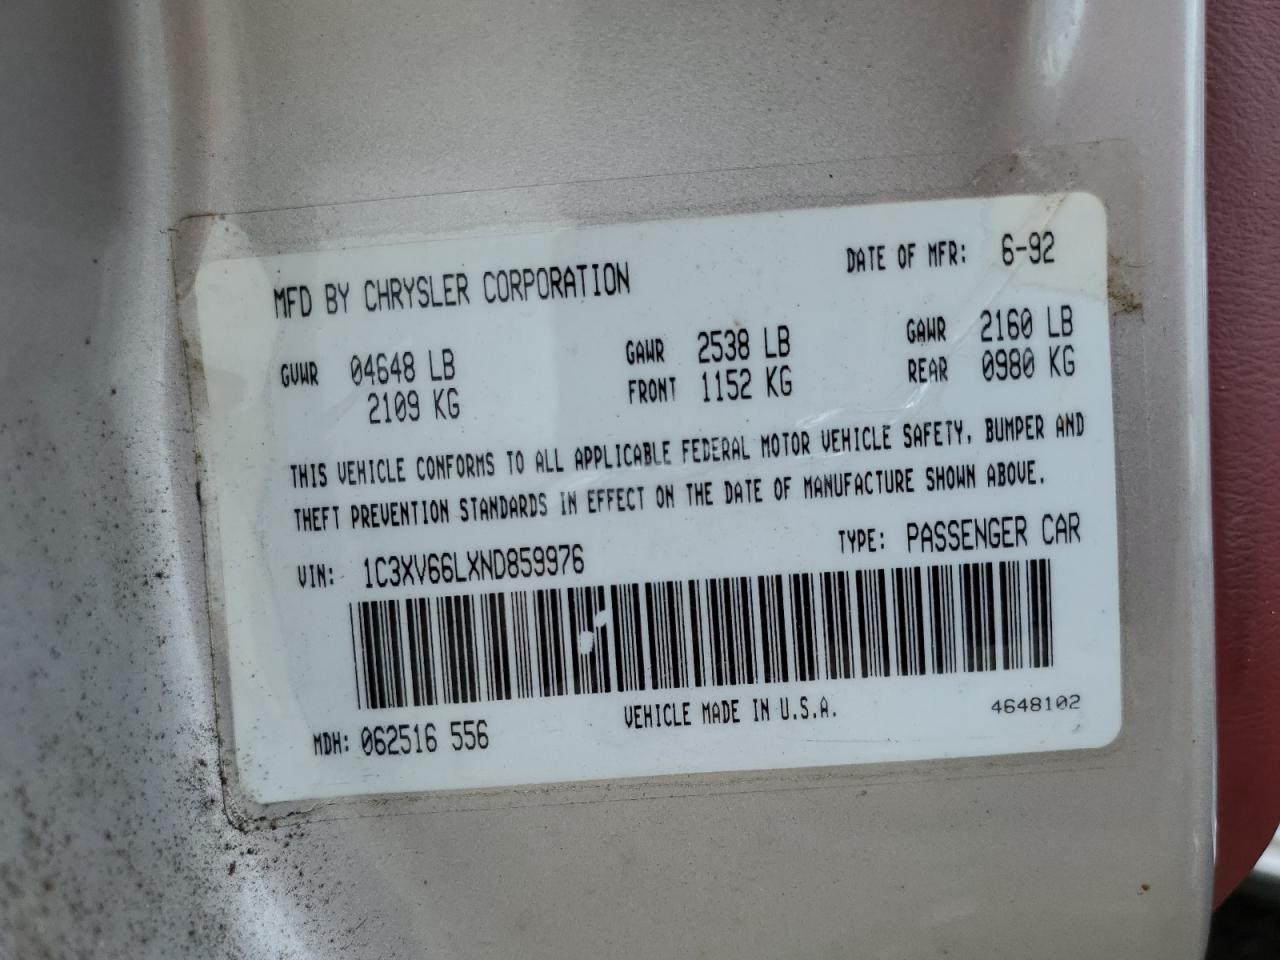 MFD BY CHRYSLER CORPORATION DATE OF MFR: 6-92
GVWR 04648 LB GAWR 2538 LB GAWR 2160 LB
2109 KG FRONT 1152 KG REAR 0980 KG
THIS VEHICLE CONFORMS TO ALL APPLICABLE FEDERAL MOTOR VEHICLE SAFETY, BUMPER AND
THEFT PREVENTION STANDARDS IN EFFECT ON THE DATE OF MANUFACTURE SHOWN ABOVE.
VIN: 1C3XV66LXND859976 TYPE: PASSENGER CAR
MDH: 062516 556 VEHICLE MADE IN U.S.A. 4648102